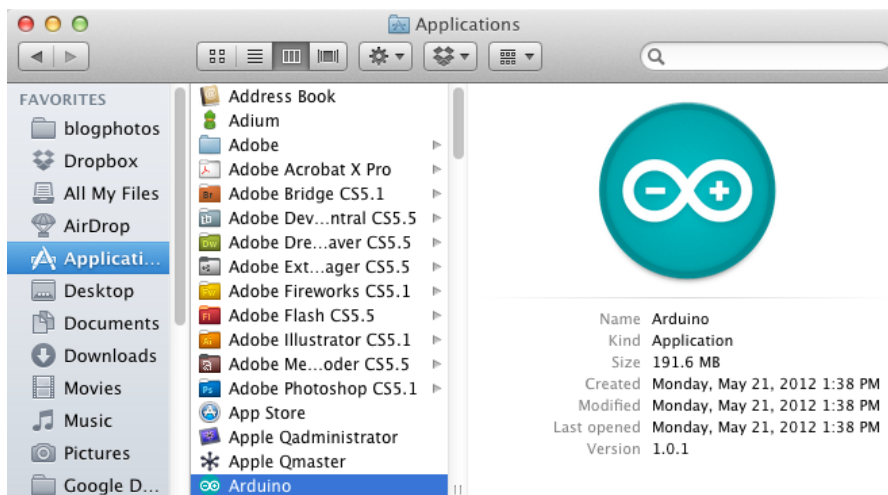 Applications
FAVORITES
blogphotos
Dropbox
All My Files
AirDrop
Applicati...
Desktop
Documents
Downloads
Movies
Music
Pictures
Google D...
Address Book
Adium
Adobe
Adobe Acrobat X Pro
Adobe Bridge CS5.1
Adobe Dev...ntral CS5.5
Adobe Dre...aver CS5.5
Adobe Ext...ager CS5.5
Adobe Fireworks CS5.1
Adobe Flash CS5.5
Adobe Illustrator CS5.1
Adobe Me...oder CS5.5
Adobe Photoshop CS5.1
App Store
Apple Qadministrator
Apple Qmaster
Arduino
Name Arduino
Kind Application
Size 191.6 MB
Created Monday, May 21, 2012 1:38 PM
Modified Monday, May 21, 2012 1:38 PM
Last opened Monday, May 21, 2012 1:38 PM
Version 1.0.1